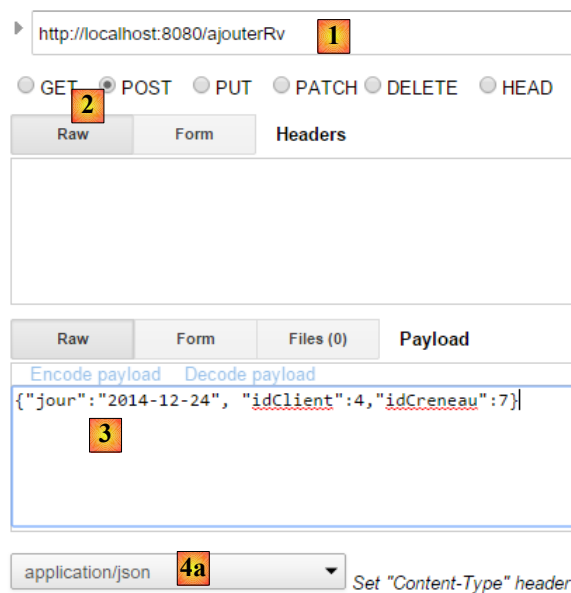 http://localhost:8080/ajouterRv 1
GET POST PUT PATCH DELETE HEAD
2
Raw Form Headers
Raw Form Files (0) Payload
Encode payload Decode payload
{"jour":"2014-12-24", "idClient":4,"idCreneau":7}
3
application/json 4a Set "Content-Type" header